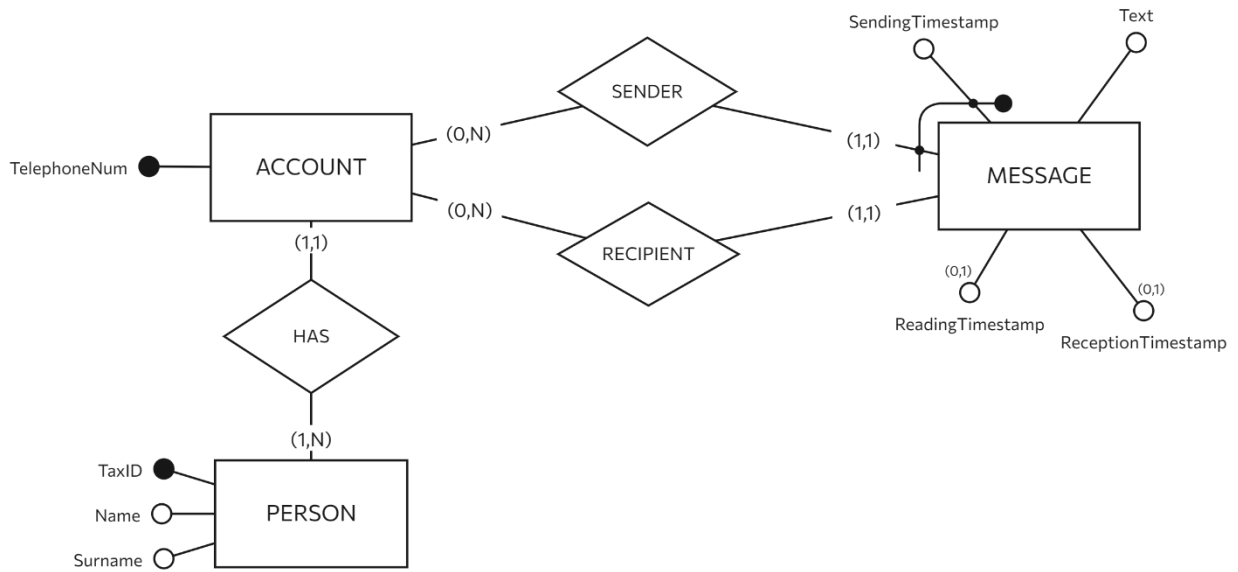 SendingTimestamp
Text
SENDER
(0,N)
(1,1)
ACCOUNT
TelephoneNum
MESSAGE
(0,N)
(1,1)
RECIPIENT
(1,1)
(0,1)
(0,1)
ReadingTimestamp
ReceptionTimestamp
HAS
(1,N)
TaxID
Name
PERSON
Surname